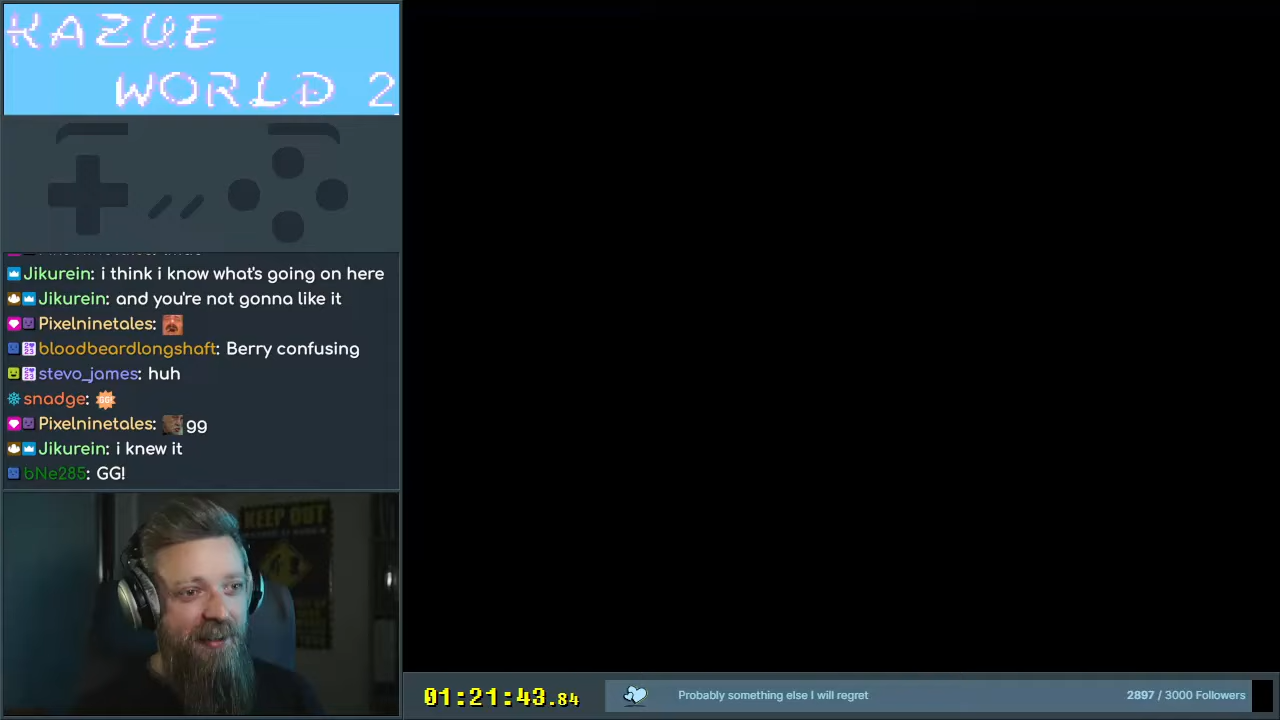 KAZUE
WORLD 2
Jikurein: i think i know what's going on here
Jikurein: and you're not gonna like it
Pixelninetales:
bloodbeardlongshaft: Berry confusing
stevo_james: huh
snadge: GG!
Pixelninetales: gg
Jikurein: i knew it
bNe285: GG!
KEEP OUT
01:21:43.84
Probably something else I will regret
2897 / 3000 Followers